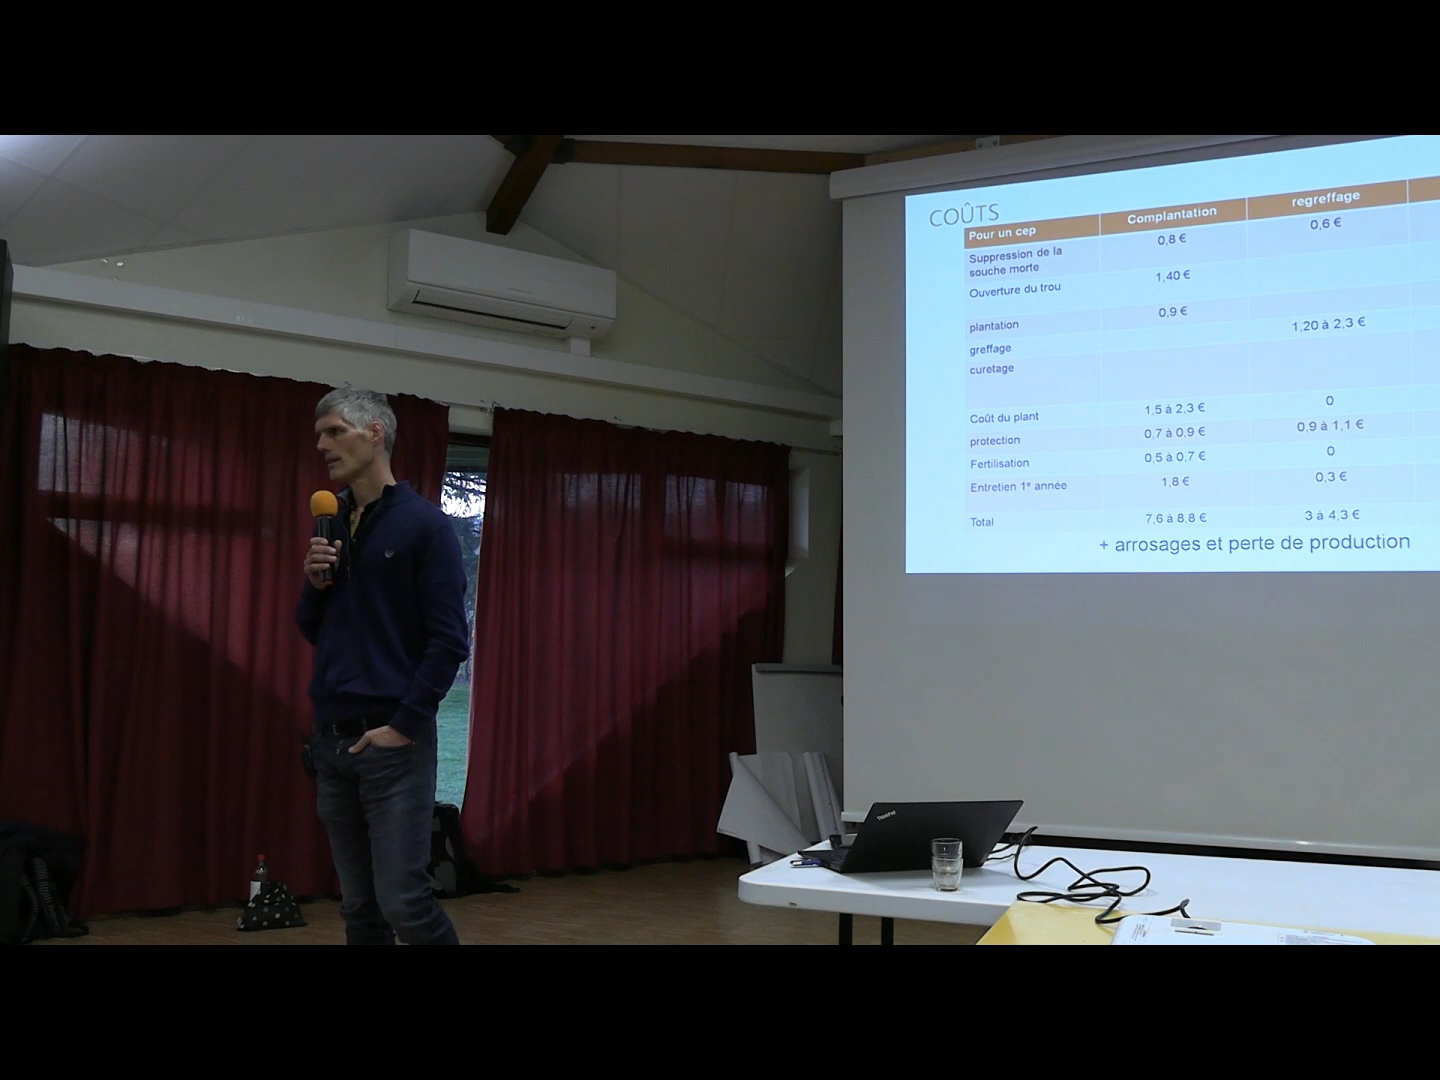 COÛTS
Pour un cep Complantation regreffage
Suppression de la souche morte 0,8 € 0,6 €
Ouverture du trou 1,40 €
plantation 0,9 €
greffage 1,20 à 2,3 €
curetage
Coût du plant 1,5 à 2,3 € 0
protection 0,7 à 0,9 € 0,9 à 1,1 €
Fertilisation 0,5 à 0,7 € 0
Entretien 1e année 1,8 € 0,3 €
Total 7,6 à 8,8 € 3 à 4,3 €
+ arrosages et perte de production
ThinkPad